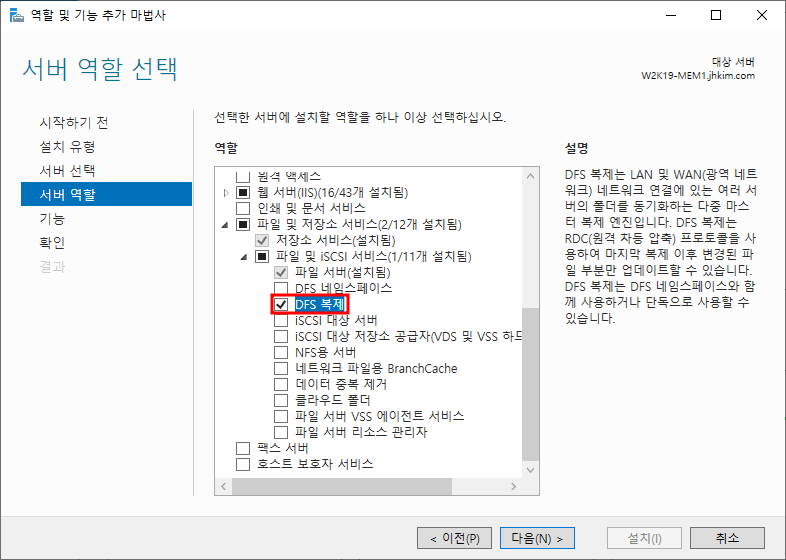 역할 및 기능 추가 마법사
서버 역할 선택
대상 서버
W2K19-MEM1.jhkim.com
시작하기 전
설치 유형
서버 선택
서버 역할
기능
확인
결과
선택한 서버에 설치할 역할을 하나 이상 선택하십시오.
역할
원격 액세스
웹 서버(IIS)(16/43개 설치됨)
인쇄 및 문서 서비스
파일 및 저장소 서비스(2/12개 설치됨)
저장소 서비스(설치됨)
파일 및 iSCSI 서비스(1/11개 설치됨)
파일 서버(설치됨)
DFS 네임스페이스
DFS 복제
iSCSI 대상 서버
iSCSI 대상 저장소 공급자(VDS 및 VSS 하드
NFS용 서버
네트워크 파일용 BranchCache
데이터 중복 제거
클라우드 폴더
파일 서버 VSS 에이전트 서비스
파일 서버 리소스 관리자
팩스 서버
호스트 보호자 서비스
설명
DFS 복제는 LAN 및 WAN(광역 네트
워크) 네트워크 연결에 있는 여러 서
버의 폴더를 동기화하는 다중 마스
터 복제 엔진입니다. DFS 복제는
RDC(원격 차등 압축) 프로토콜을 사
용하여 마지막 복제 이후 변경된 파
일 부분만 업데이트할 수 있습니다.
DFS 복제는 DFS 네임스페이스와 함
께 사용하거나 단독으로 사용할 수
있습니다.
< 이전(P)
다음(N) >
설치(I)
취소